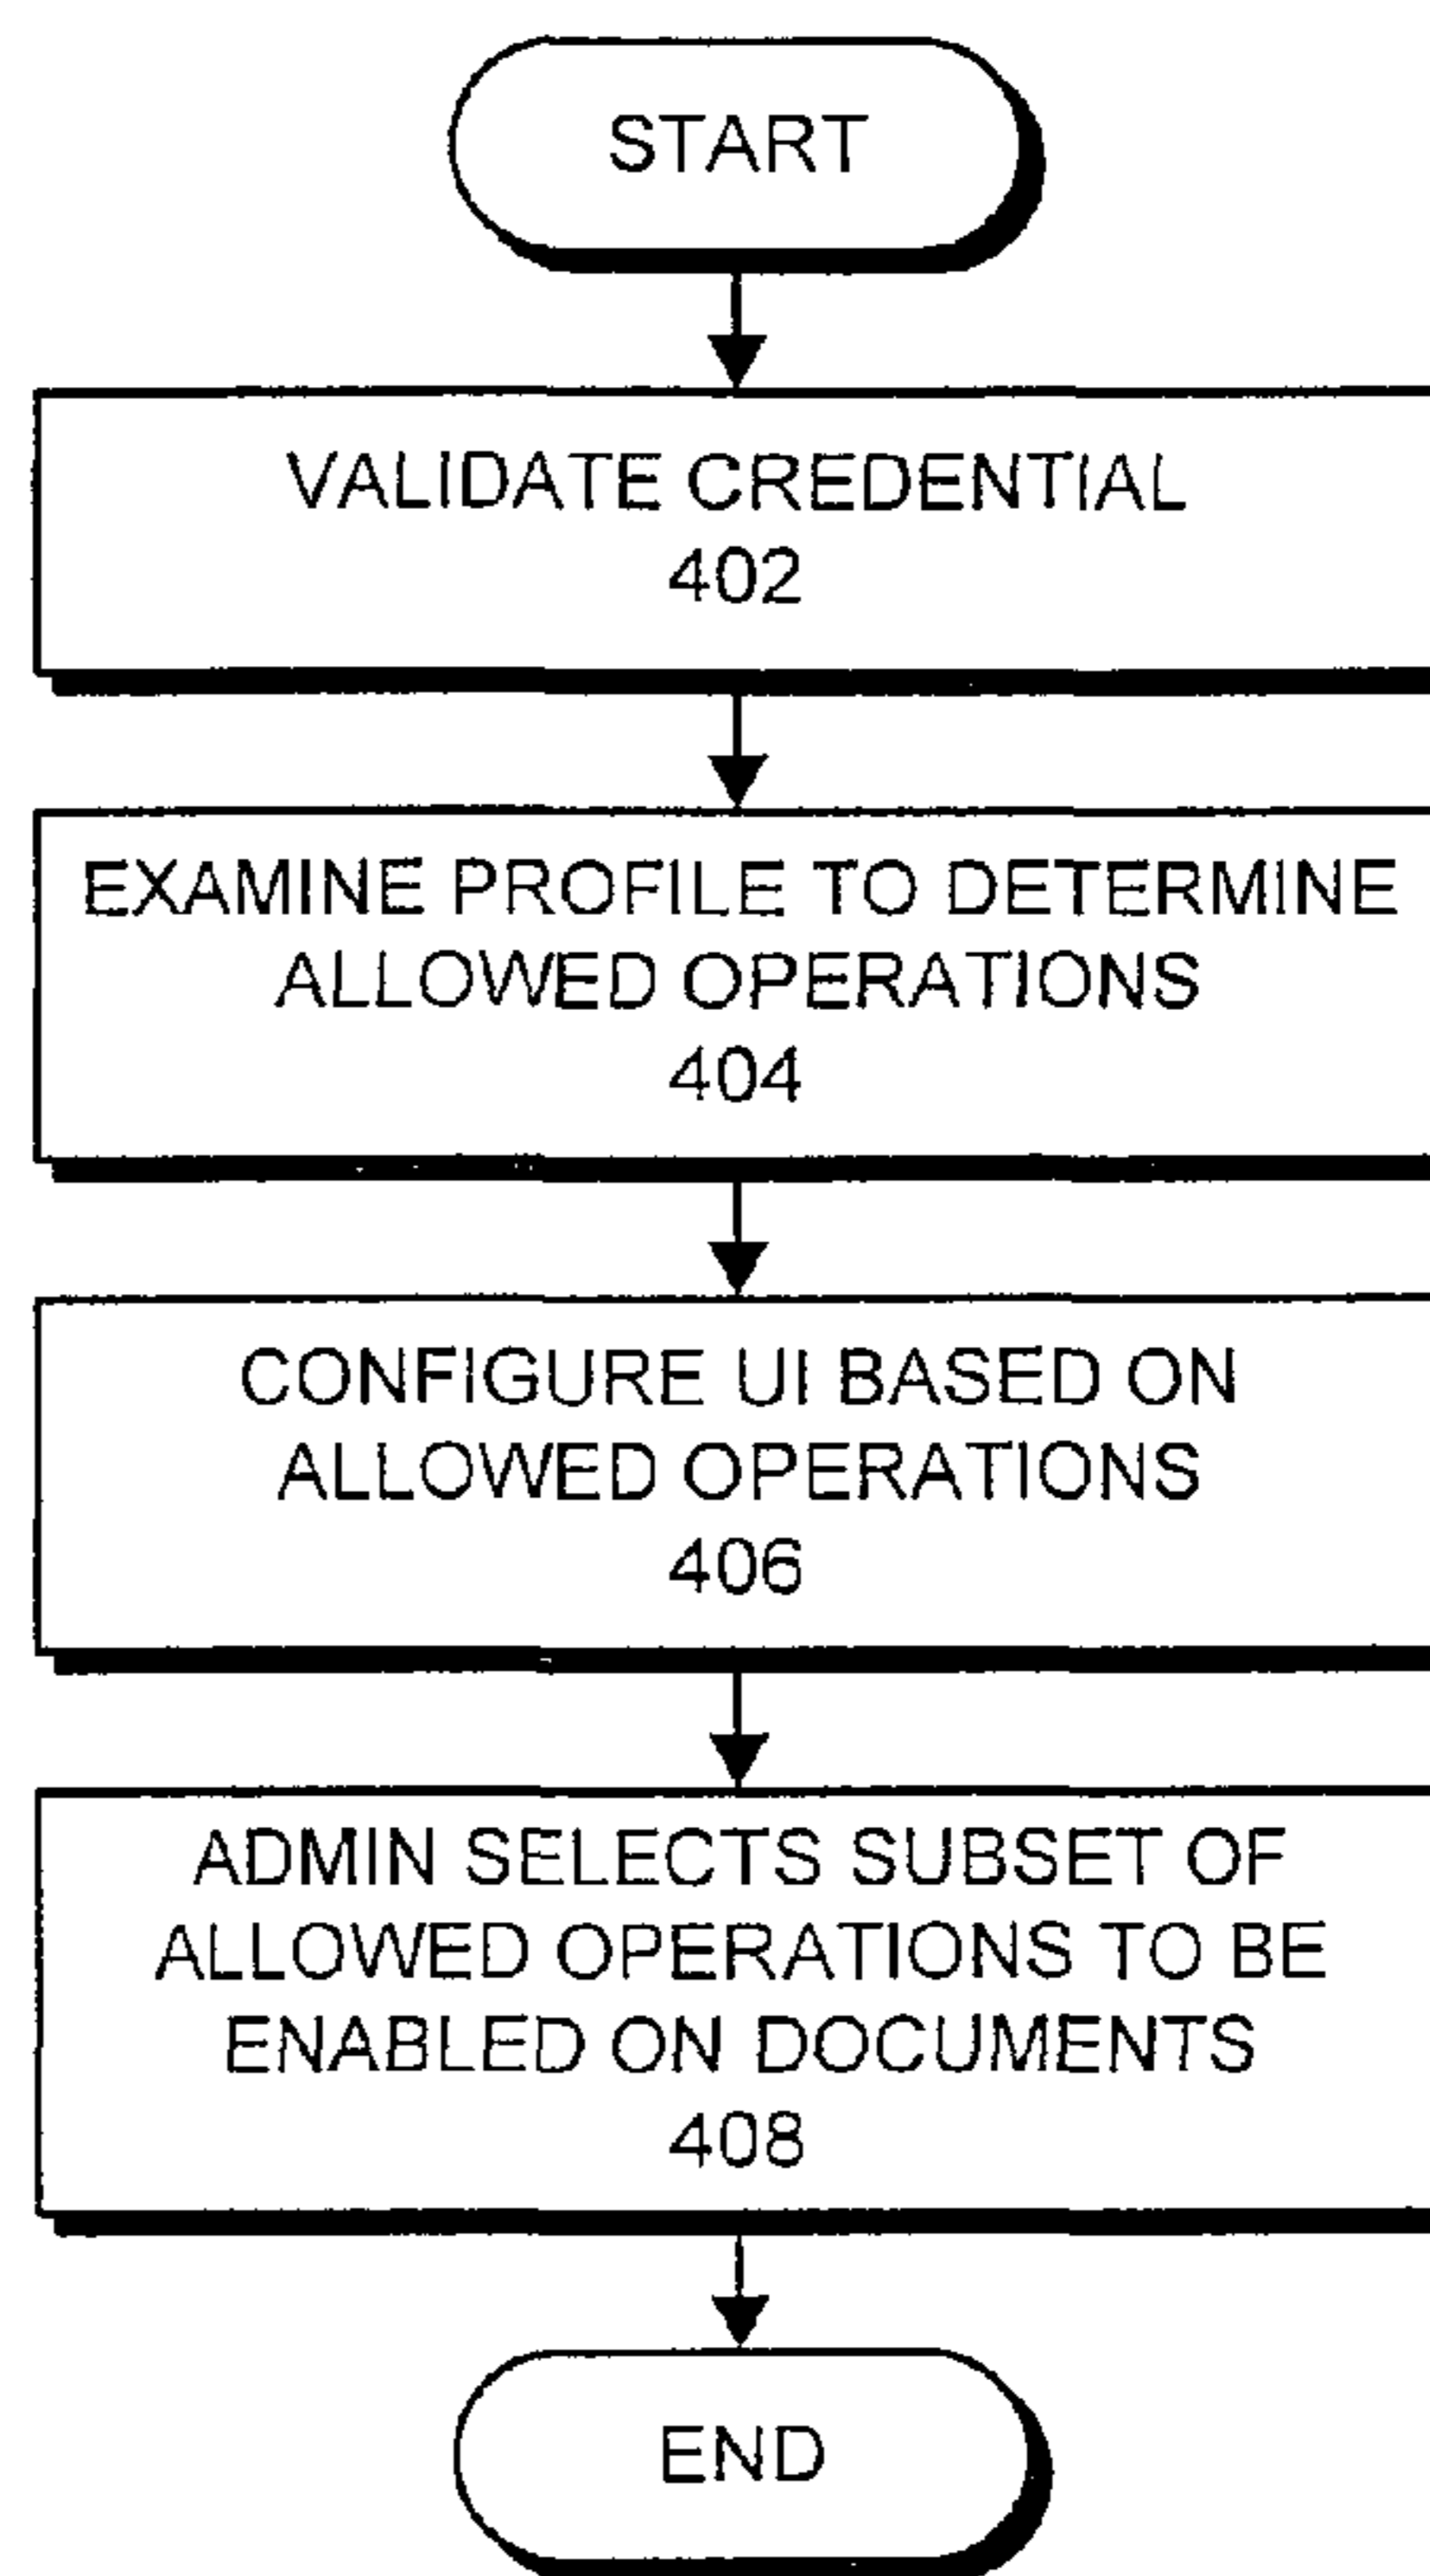 START
VALIDATE CREDENTIAL
402
EXAMINE PROFILE TO DETERMINE
ALLOWED OPERATIONS
404
CONFIGURE UI BASED ON
ALLOWED OPERATIONS
406
ADMIN SELECTS SUBSET OF
ALLOWED OPERATIONS TO BE
ENABLED ON DOCUMENTS
408
END